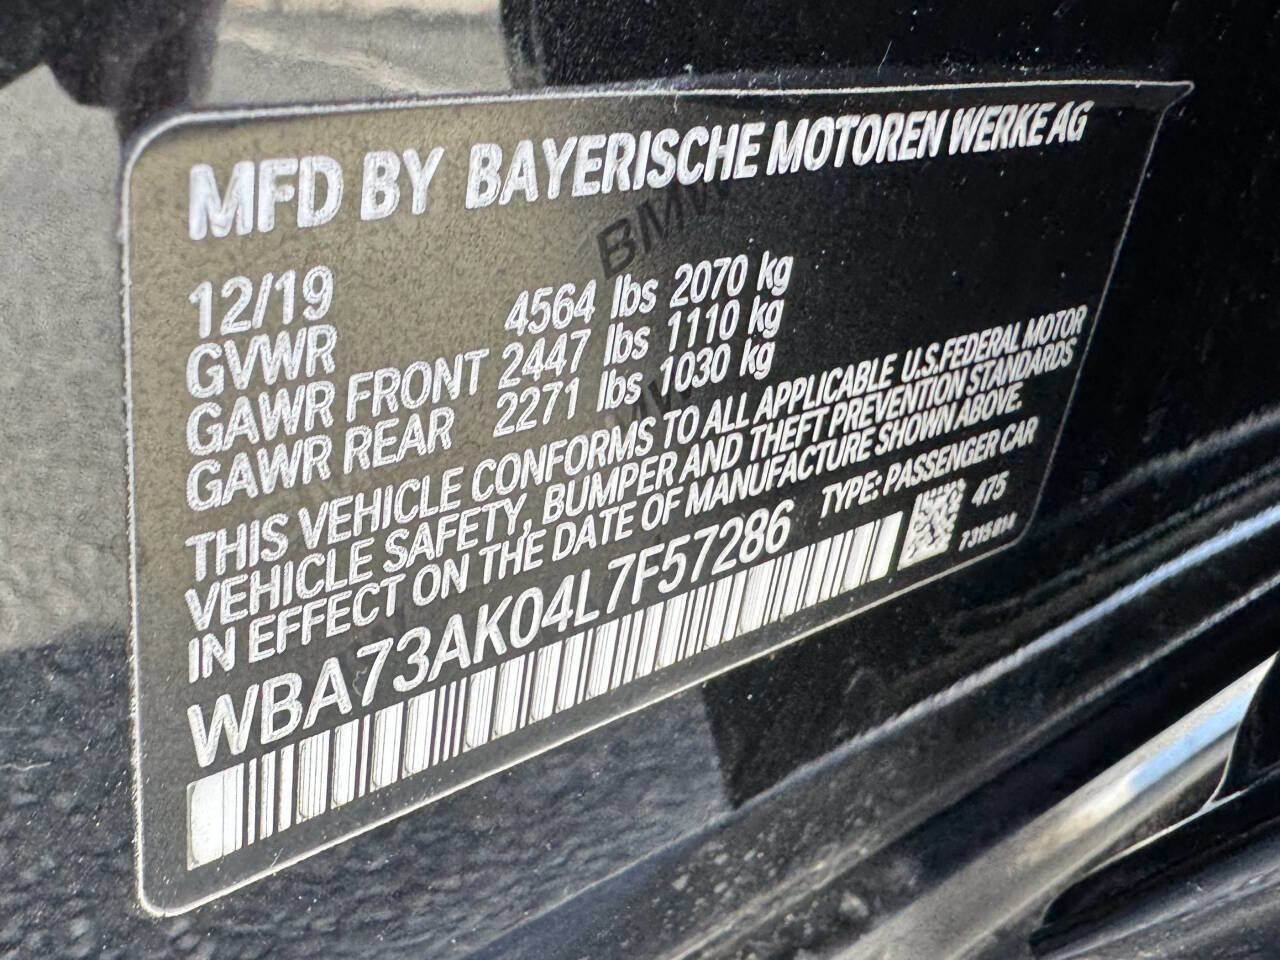 MFD BY BAYERISCHE MOTOREN WERKE AG
BMW
12/19
GVWR 4564 lbs 2070 kg
GAWR FRONT 2447 lbs 1110 kg
GAWR REAR 2271 lbs 1030 kg
THIS VEHICLE CONFORMS TO ALL APPLICABLE U.S.FEDERAL MOTOR
VEHICLE SAFETY, BUMPER AND THEFT PREVENTION STANDARDS
IN EFFECT ON THE DATE OF MANUFACTURE SHOWN ABOVE.
WBA73AK04L7F57286 TYPE: PASSENGER CAR
475
7315814